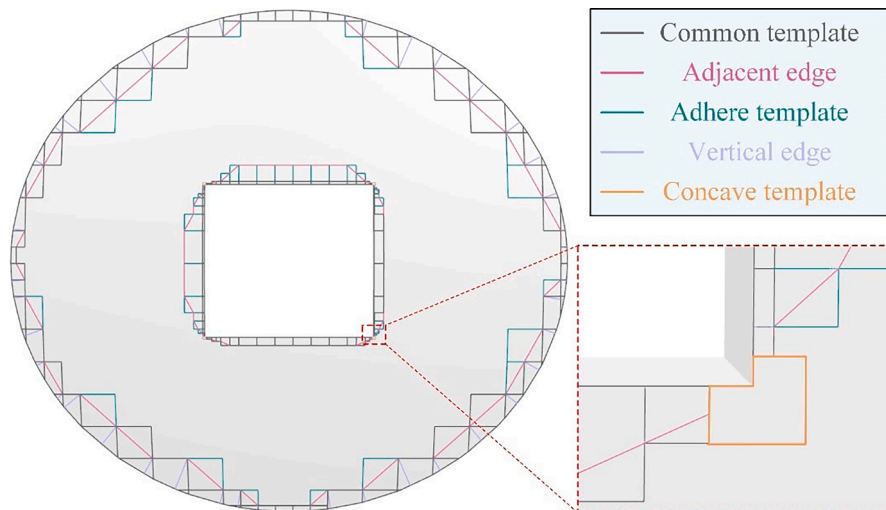 Common template
Adjacent edge
Adhere template
Vertical edge
Concave template